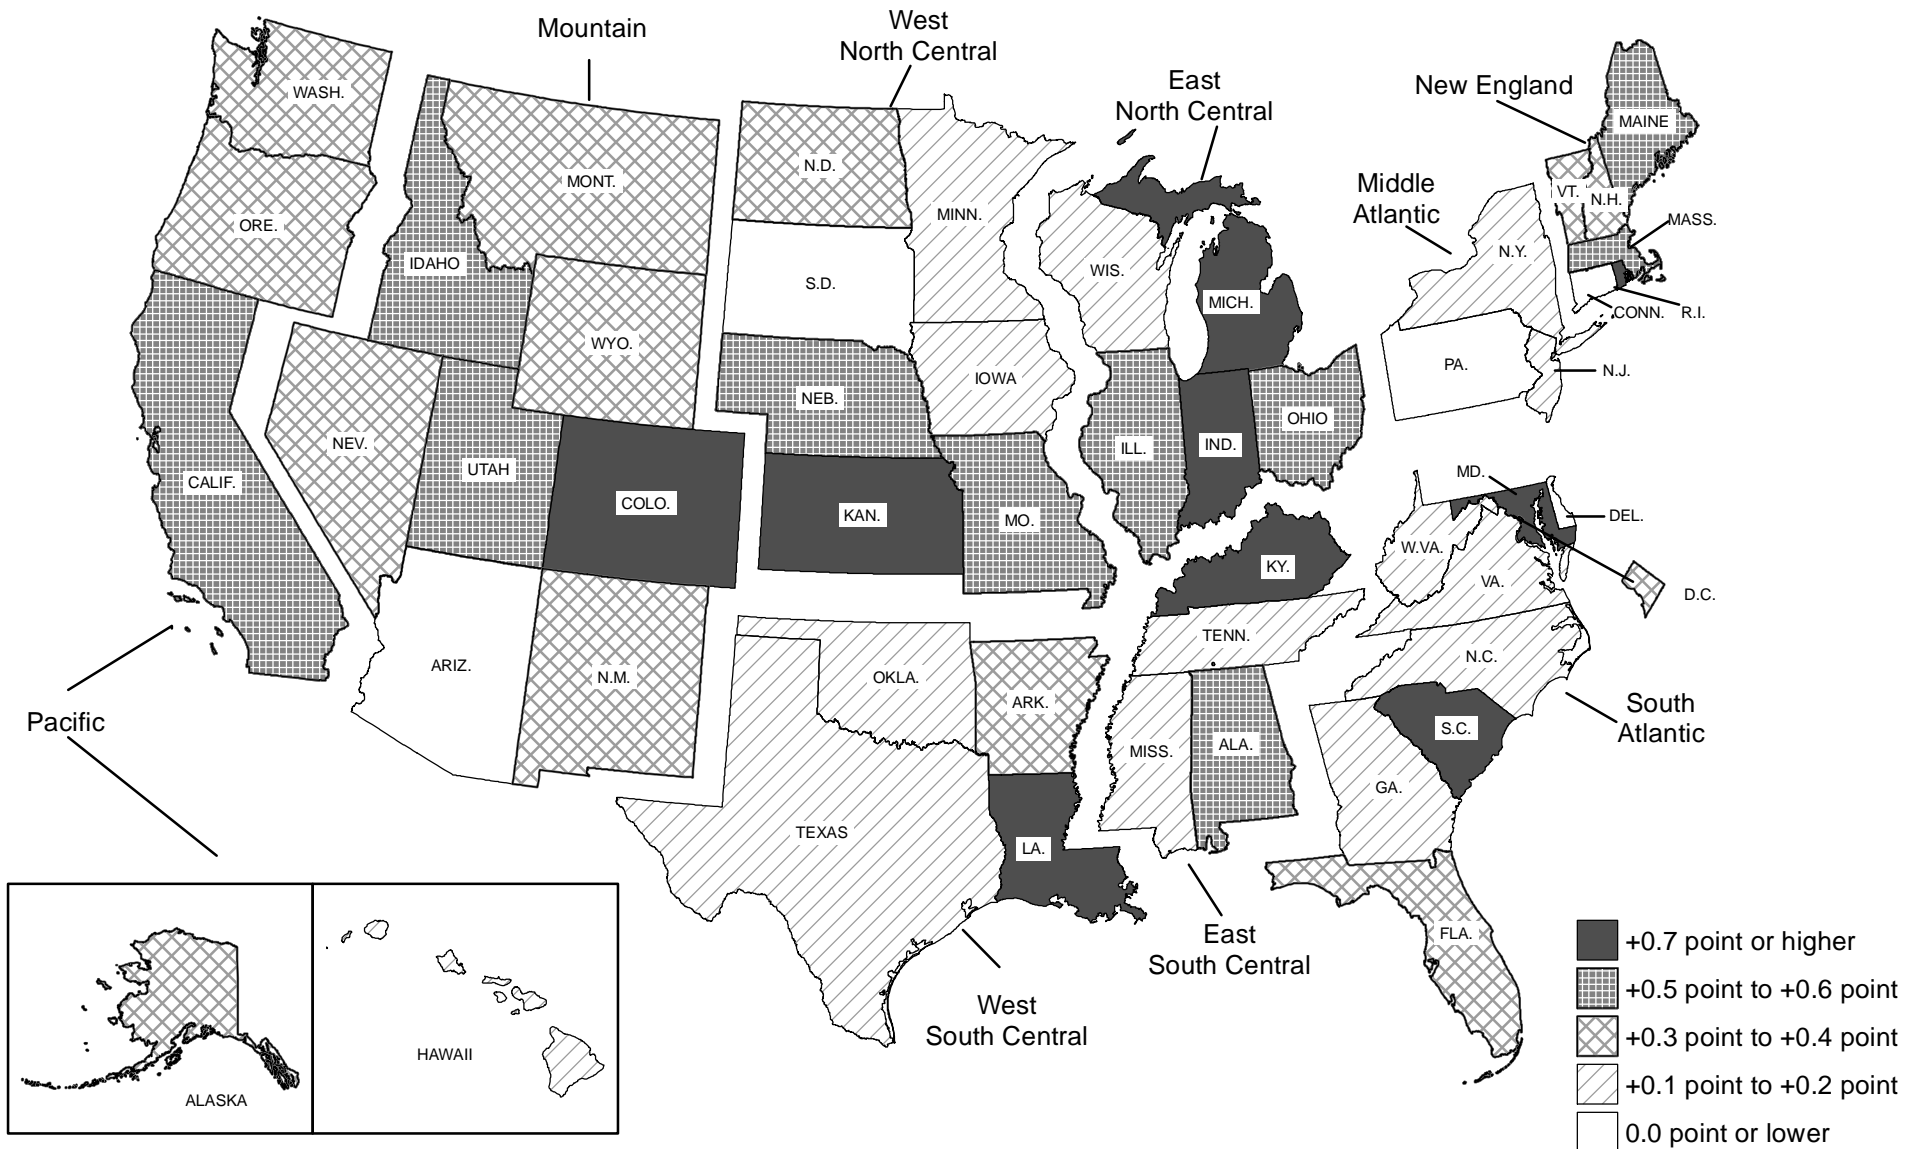 Mountain
West
North Central
East
North Central
New England
Middle
Atlantic
South
Atlantic
East
South Central
West
South Central
Pacific
WASH.
ORE.
CALIF.
IDAHO
MONT.
WYO.
NEV.
UTAH
COLO.
ARIZ.
N.M.
N.D.
S.D.
NEB.
KAN.
MINN.
IOWA
MO.
WIS.
MICH.
ILL.
IND.
OHIO
KY.
TENN.
MISS.
ALA.
OKLA.
ARK.
TEXAS
LA.
MAINE
VT.
N.H.
MASS.
CONN.
R.I.
N.Y.
PA.
N.J.
MD.
DEL.
W.VA.
VA.
D.C.
N.C.
S.C.
GA.
FLA.
ALASKA
HAWAII
+0.7 point or higher
+0.5 point to +0.6 point
+0.3 point to +0.4 point
+0.1 point to +0.2 point
0.0 point or lower